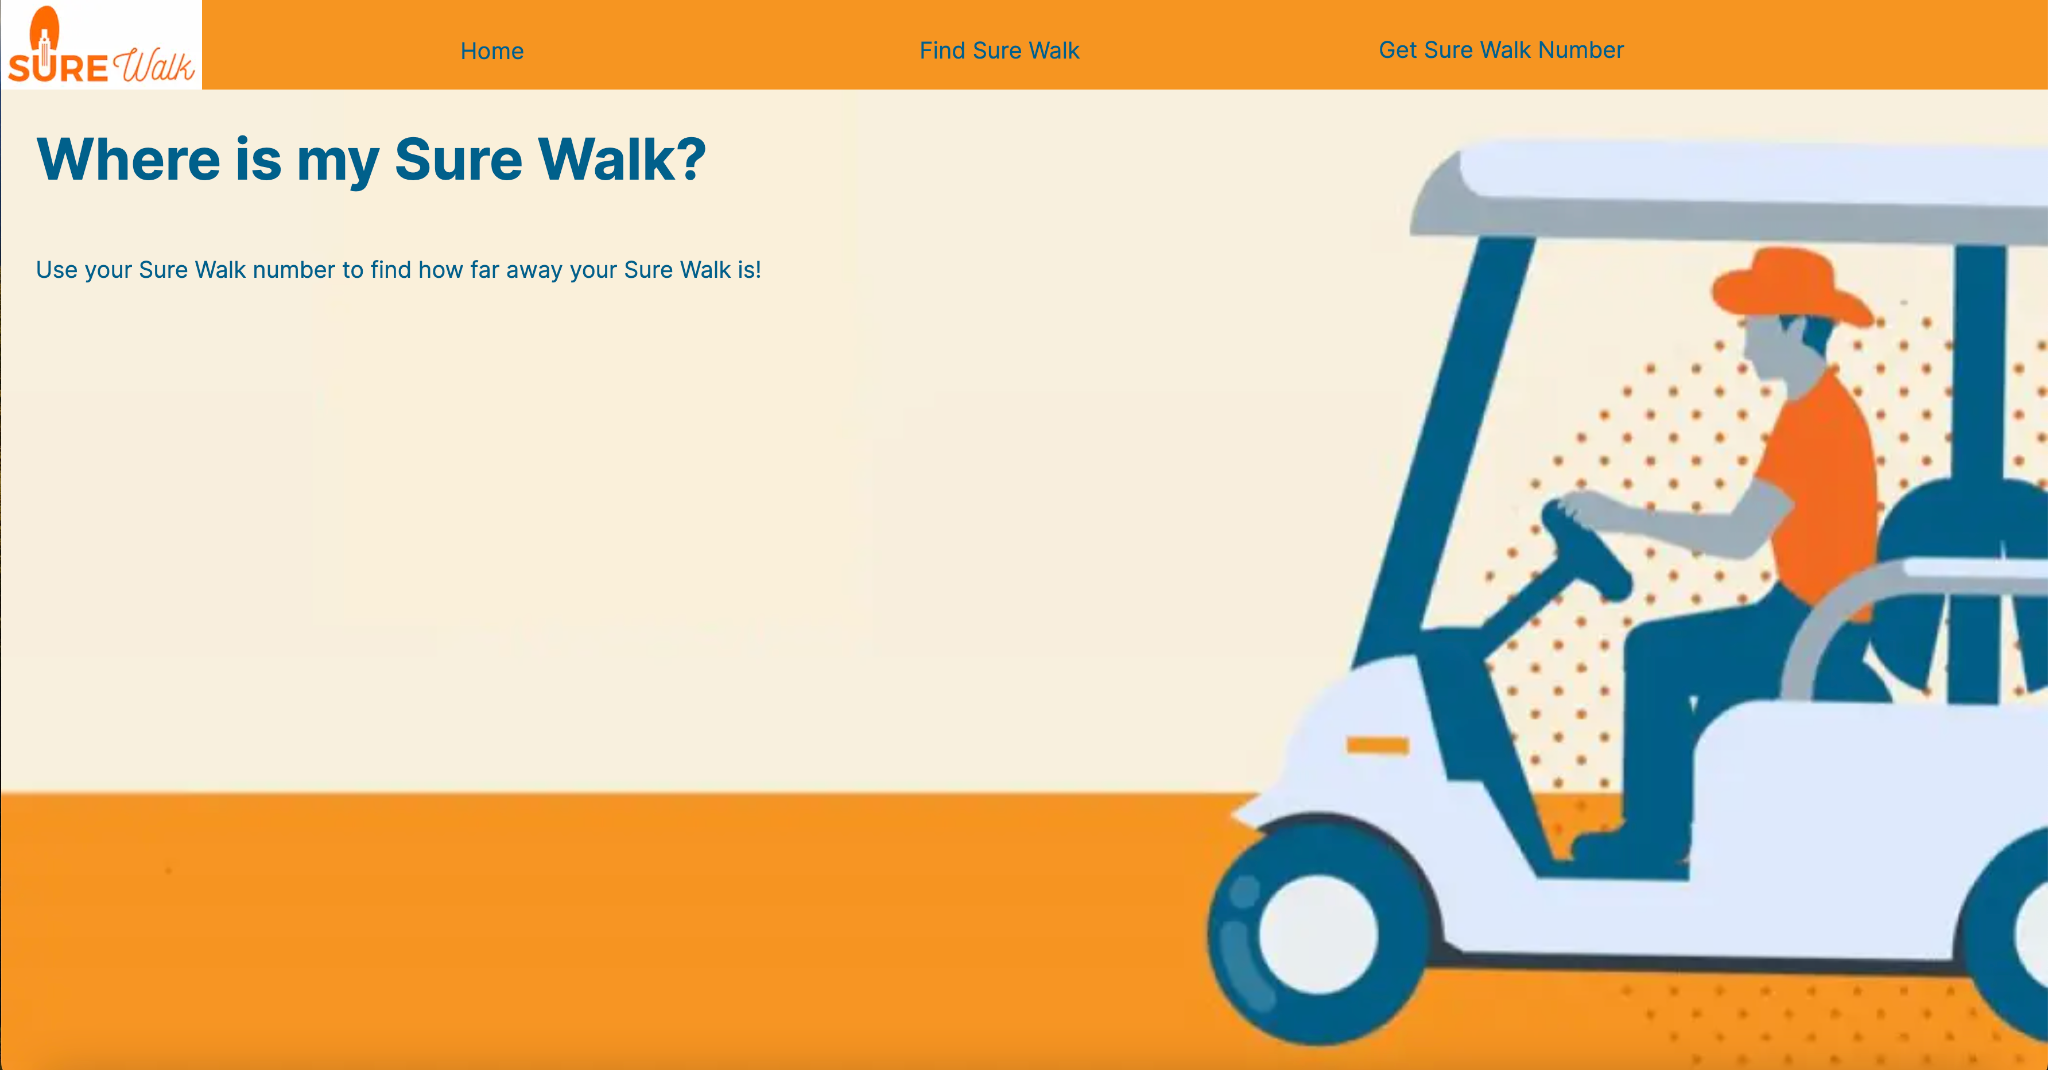 SURE Walk
Home
Find Sure Walk
Get Sure Walk Number
Where is my Sure Walk?
Use your Sure Walk number to find how far away your Sure Walk is!